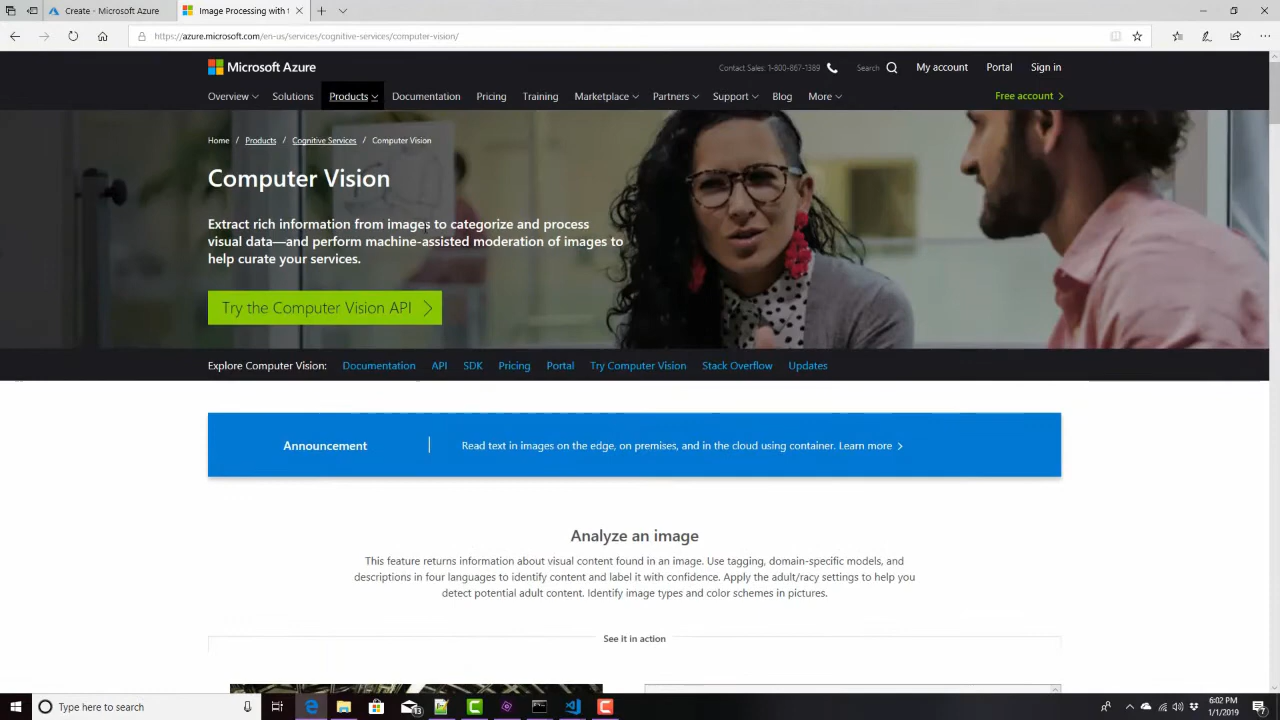 Create - Microsoft Azure
Image Processing with t
https://azure.microsoft.com/en-us/services/cognitive-services/computer-vision/
Microsoft Azure
Contact Sales: 1-800-867-1389
Search
My account
Portal
Sign in
Overview
Solutions
Products
Documentation
Pricing
Training
Marketplace
Partners
Support
Blog
More
Free account
Home / Products / Cognitive Services / Computer Vision
Computer Vision
Extract rich information from images to categorize and process
visual data—and perform machine-assisted moderation of images to
help curate your services.
Try the Computer Vision API
Explore Computer Vision: Documentation API SDK Pricing Portal Try Computer Vision Stack Overflow Updates
Announcement
Read text in images on the edge, on premises, and in the cloud using container. Learn more
Analyze an image
This feature returns information about visual content found in an image. Use tagging, domain-specific models, and
descriptions in four languages to identify content and label it with confidence. Apply the adult/racy settings to help you
detect potential adult content. Identify image types and color schemes in pictures.
See it in action
Type here to search
13
6:02 PM
1/1/2019